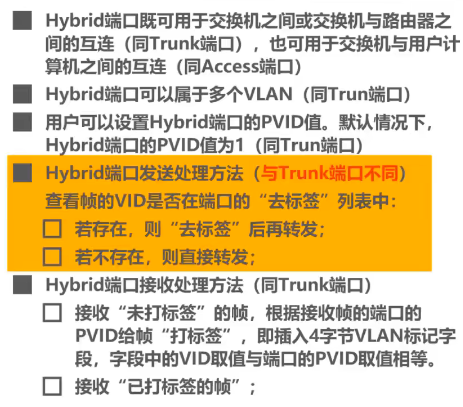 Hybrid端口既可用于交换机之间或交换机与路由器之
间的互连（同Trunk端口），也可用于交换机与用户计
算机之间的互连（同Access端口）
Hybrid端口可以属于多个VLAN（同Trun端口）
用户可以设置Hybrid端口的PVID值。默认情况下，
Hybrid端口的PVID值为1（同Trun端口）
Hybrid端口发送处理方法（与Trunk端口不同）
查看帧的VID是否在端口的“去标签”列表中：
若存在，则“去标签”后再转发；
若不存在，则直接转发；
Hybrid端口接收处理方法（同Trunk端口）
接收“未打标签”的帧，根据接收帧的端口的
PVID给帧“打标签”，即插入4字节VLAN标记字
段，字段中的VID取值与端口的PVID取值相等。
接收“已打标签的帧”；